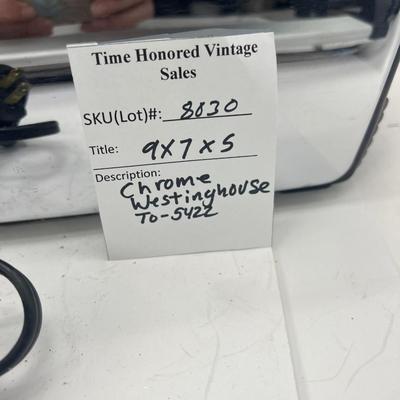 Time Honored Vintage
Sales
SKU(Lot)#: 8830
Title: 9x7x5
Description:
Chrome
Westinghouse
TO-5422